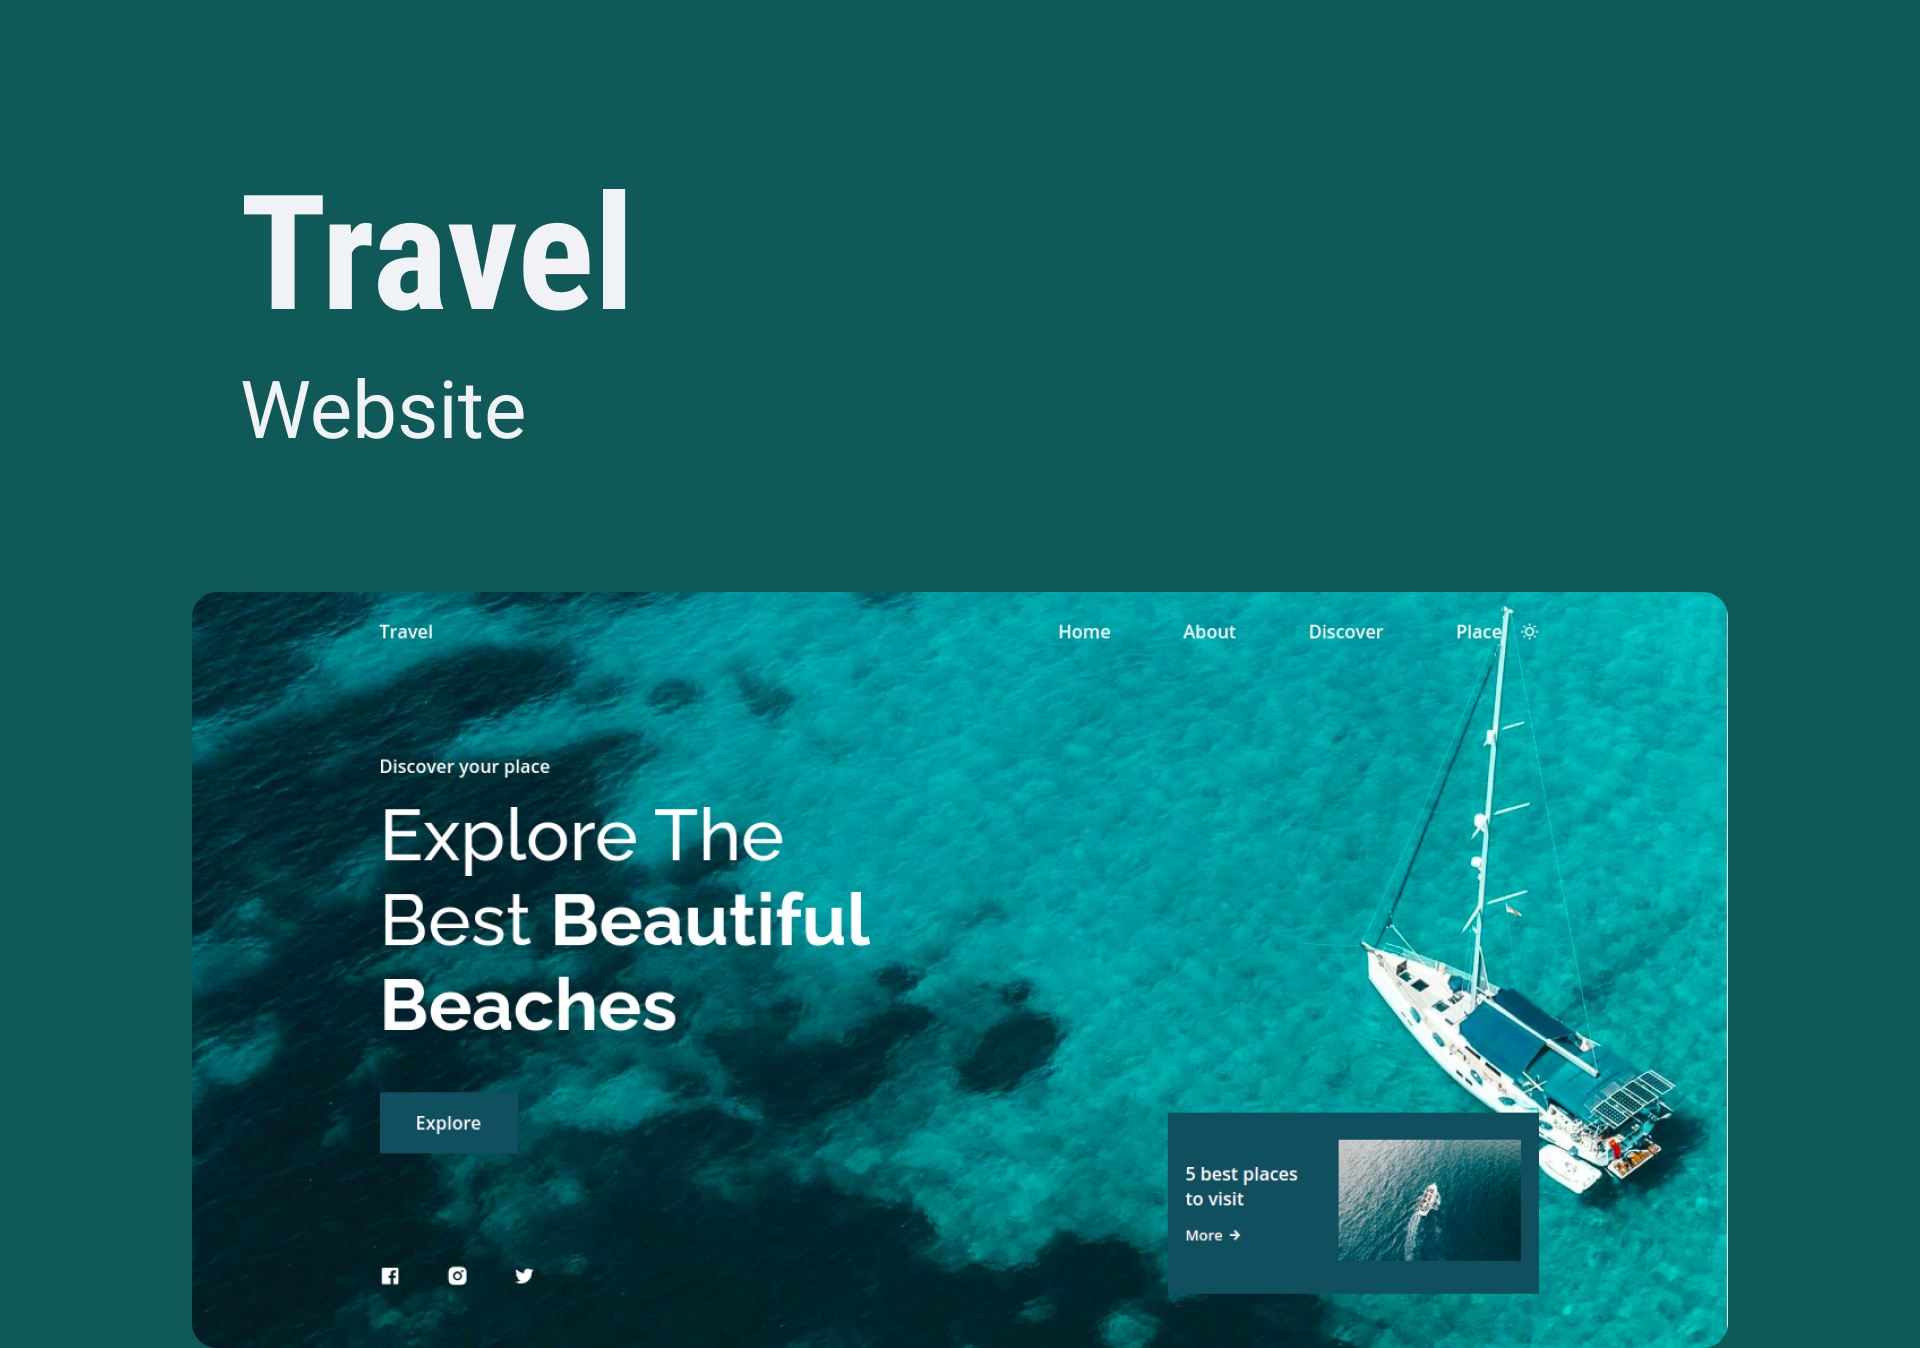 Travel
Website
Travel
Home
About
Discover
Place
Discover your place
Explore The
Best Beautiful
Beaches
Explore
5 best places
to visit
More